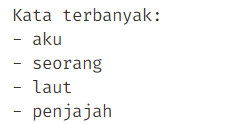 Kata terbanyak:
- aku
- seorang
- laut
- penjajah